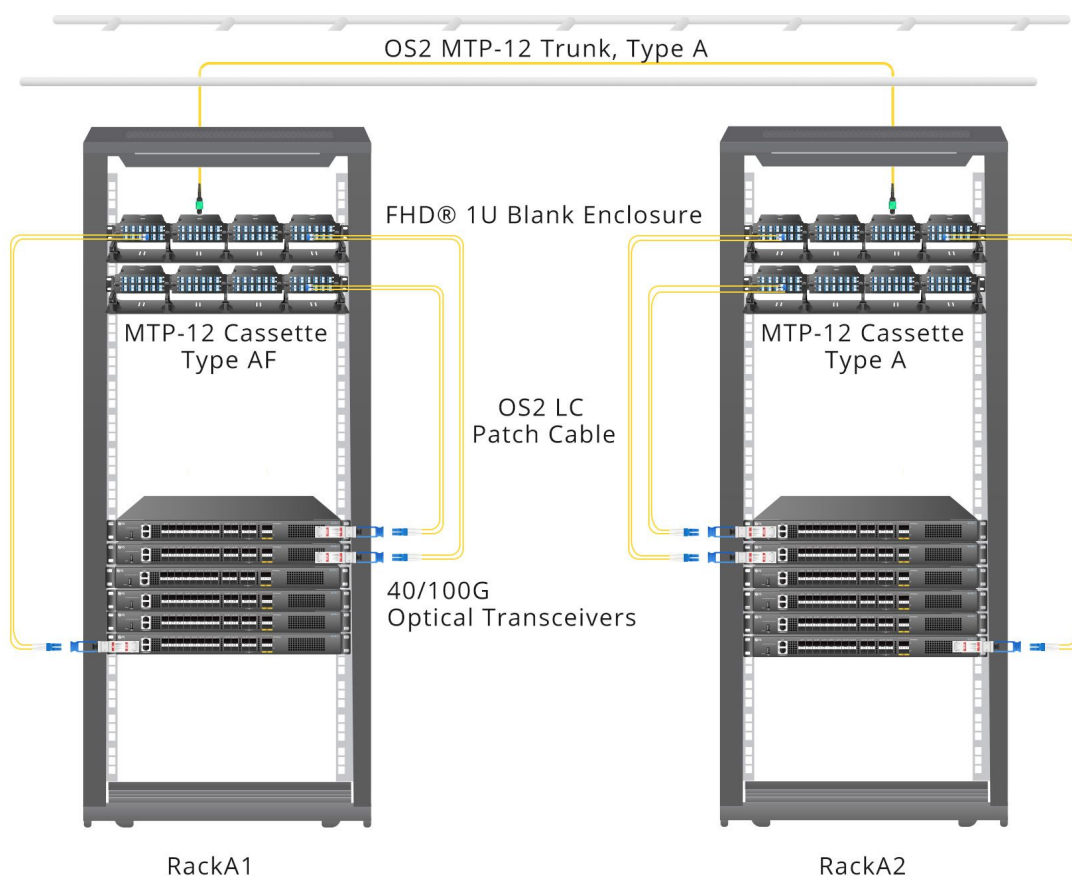 OS2 MTP-12 Trunk, Type A
FHD® 1U Blank Enclosure
MTP-12 Cassette
Type AF
MTP-12 Cassette
Type A
OS2 LC
Patch Cable
40/100G
Optical Transceivers
RackA1
RackA2